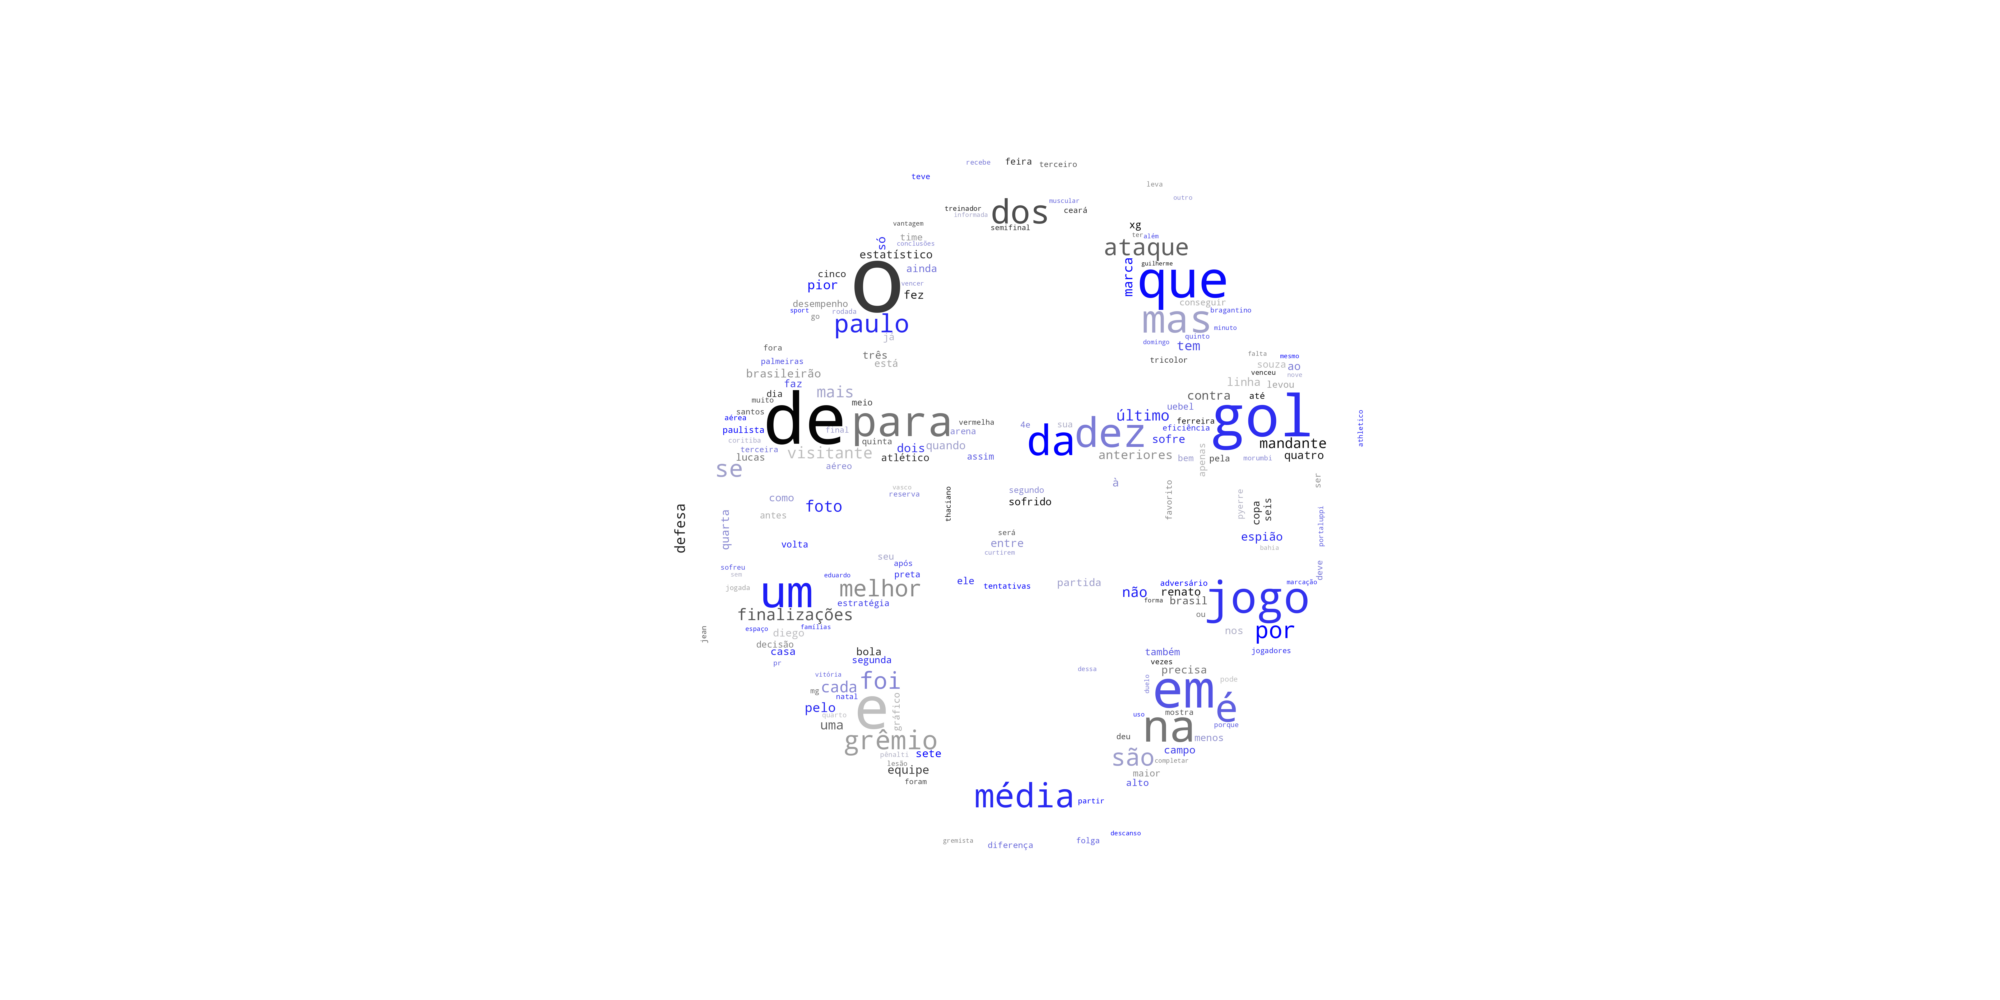 recebe
feira
terceiro
teve
leva
outro
treinador
informada
dos
muscular
ceará
semifinal
vantagem
xg
time
só
conclusões
ter
além
estatístico
ataque
guilherme
cinco
ainda
marca
pior
O
vencer
fez
que
desempenho
conseguir
sport
rodada
go
bragantino
paulo
mas
minuto
já
quinto
domingo
tem
fora
três
tricolor
falta
mesmo
palmeiras
está
souza
ao
brasileirão
venceu
nove
faz
linha
levou
dia
mais
contra
até
muito
meio
santos
uebel
último
aérea
de
para
vermelha
4e
sua
da
dez
ferreira
gol
athletico
paulista
final
arena
eficiência
coritiba
quinta
sofre
mandante
terceira
visitante
dois
quando
lucas
atlético
assim
anteriores
bem
apenas
pela
morumbi
quatro
se
aéreo
à
ser
vasco
reserva
segundo
como
foto
thaciano
sofrido
favorito
pyerre
copa
seis
defesa
quarta
antes
será
portaluppi
volta
entre
espião
curtirem
bahia
seu
após
sofreu
sem
eduardo
preta
deve
jogada
um
melhor
ele
tentativas
partida
adversário
marcação
não
renato
jogo
estratégia
forma
brasil
finalizações
ou
jean
espaço
famílias
diego
nos
por
decisão
casa
bola
também
jogadores
pr
segunda
vezes
dessa
precisa
vitória
cada
foi
duelo
em
pode
mg
natal
pelo
quarto
e
gráfico
uso
mostra
é
uma
na
porque
grêmio
deu
menos
pênalti
sete
são
campo
lesão
completar
equipe
maior
foram
alto
média
partir
descanso
gremista
diferença
folga